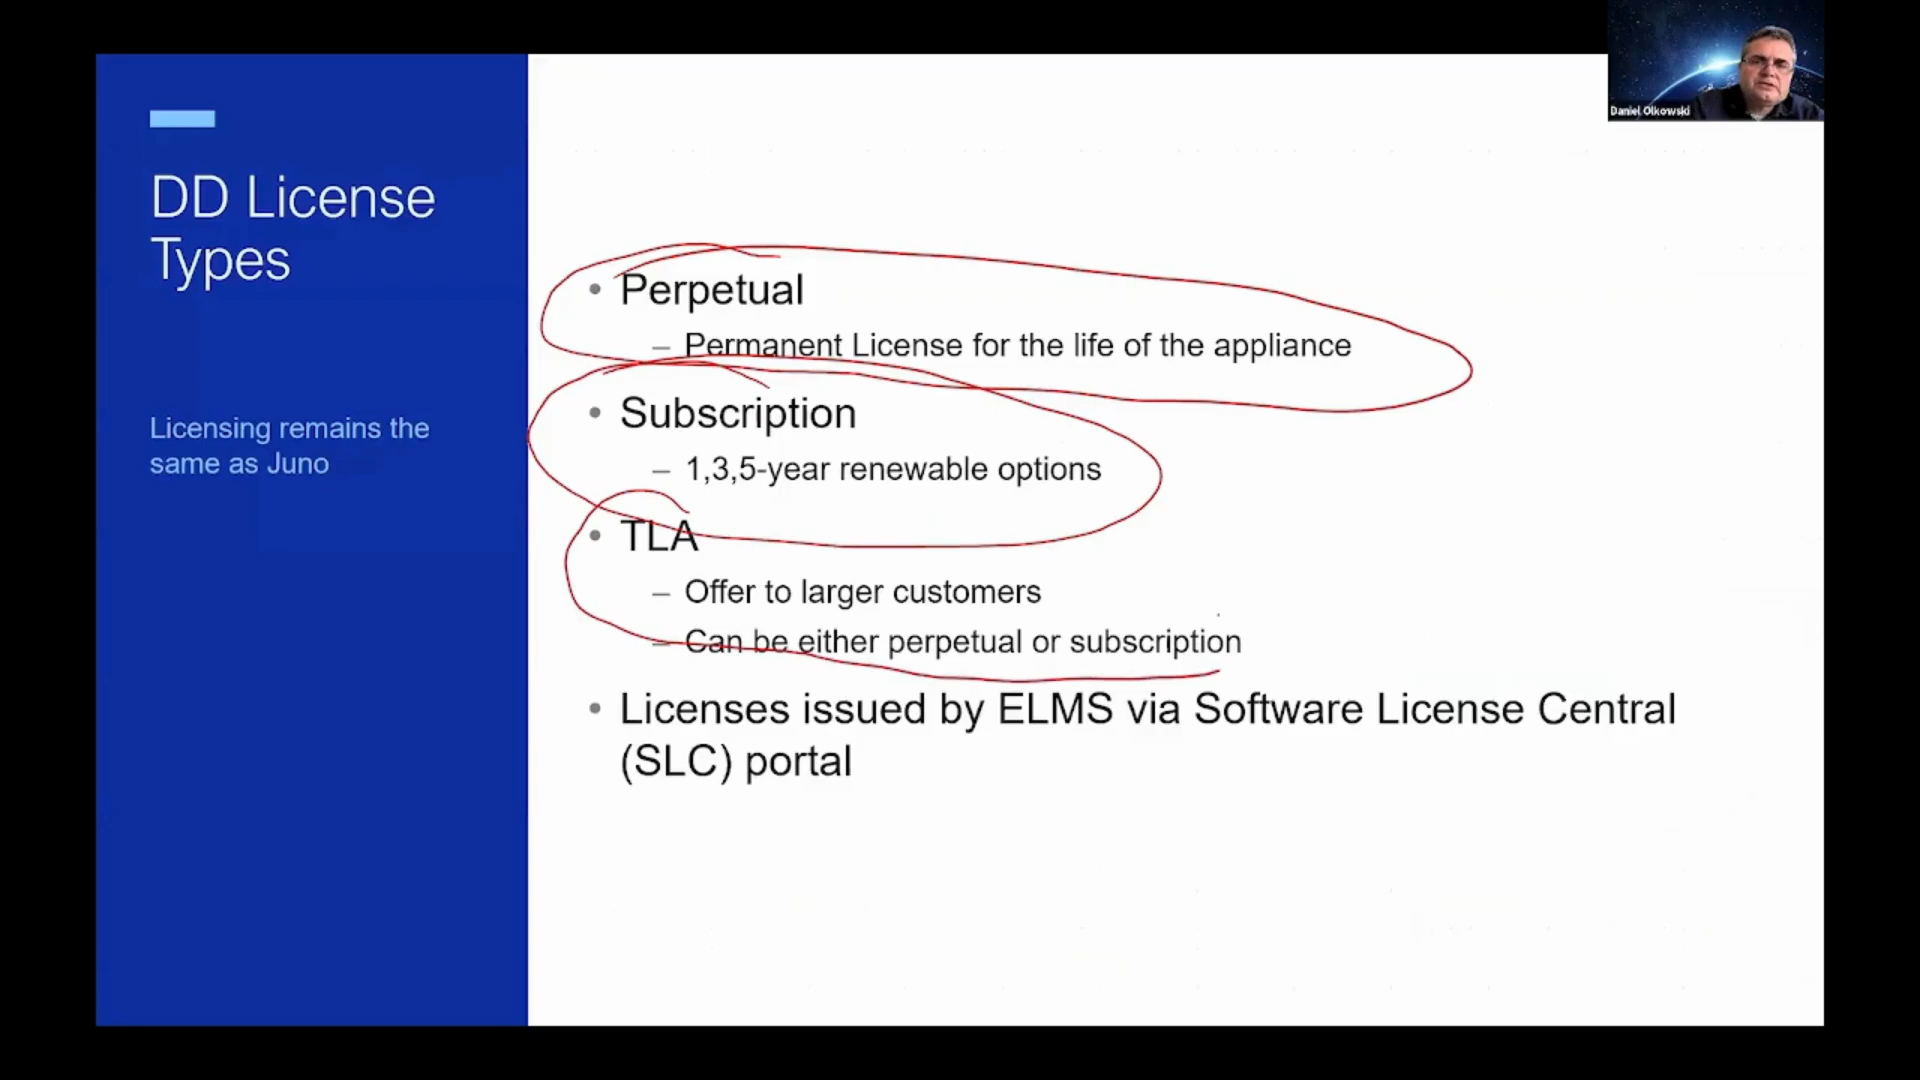 Daniel Olkowski
DD License
Types
Licensing remains the
same as Juno
• Perpetual
– Permanent License for the life of the appliance
• Subscription
– 1,3,5-year renewable options
• TLA
– Offer to larger customers
– Can be either perpetual or subscription
• Licenses issued by ELMS via Software License Central
(SLC) portal